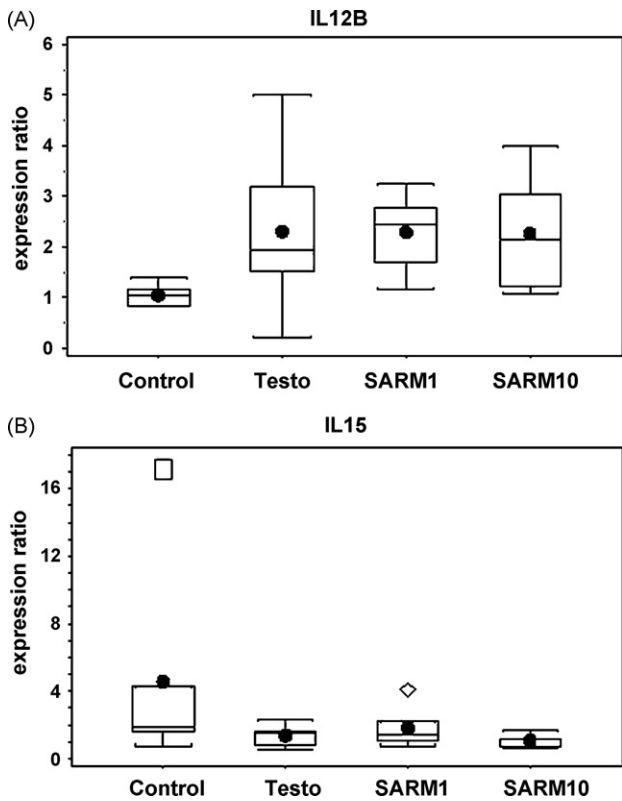 (A) IL12B
6
5
4
3
2
1
0
expression ratio
Control Testo SARM1 SARM10
(B) IL15
16
12
8
4
0
expression ratio
Control Testo SARM1 SARM10